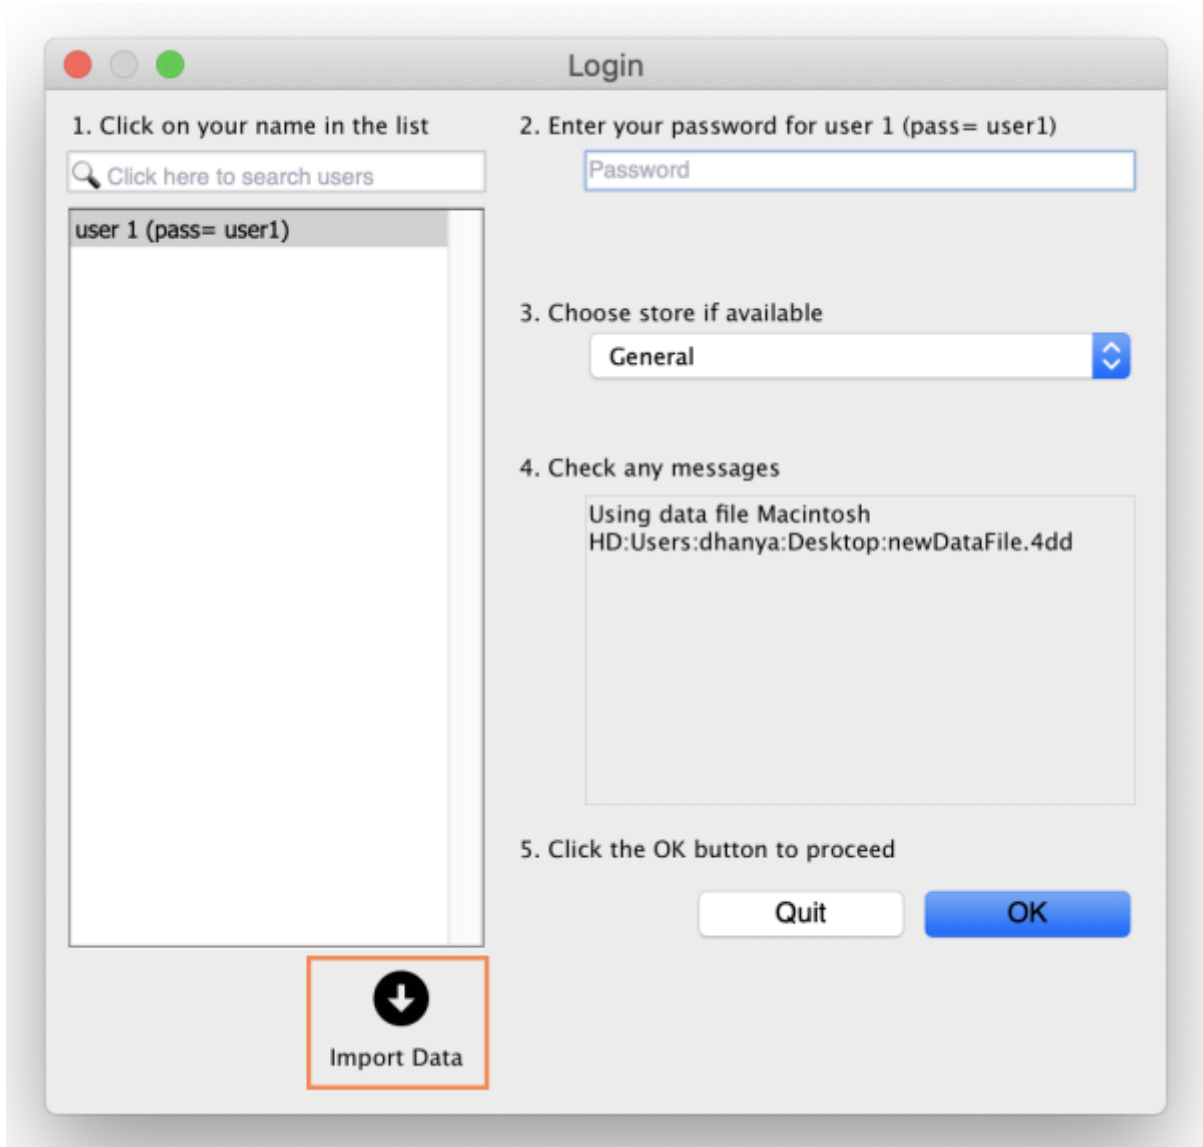 Login
1. Click on your name in the list
Click here to search users
user 1 (pass= user1)
Import Data
2. Enter your password for user 1 (pass= user1)
Password
3. Choose store if available
General
4. Check any messages
Using data file Macintosh
HD:Users:dhanya:Desktop:newDataFile.4dd
5. Click the OK button to proceed
Quit
OK